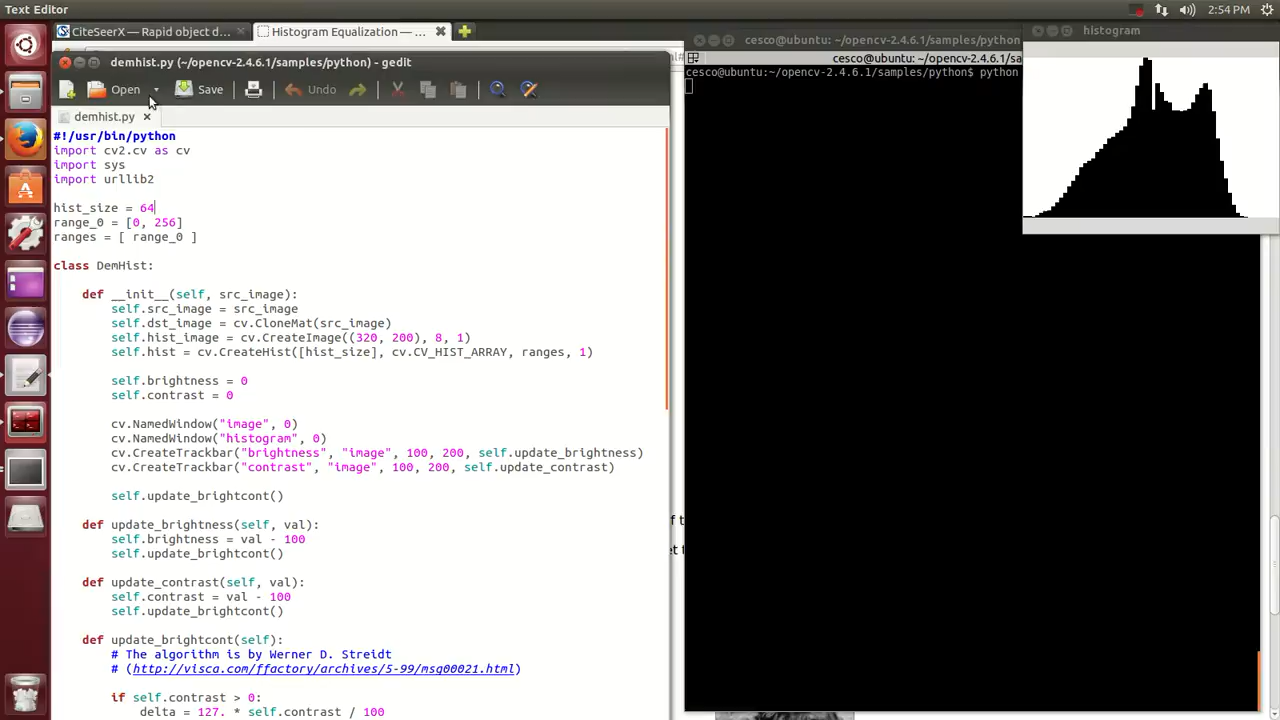 Text Editor
2:54 PM
CiteSeerX — Rapid object d...
Histogram Equalization — ...
demhist.py (~/opencv-2.4.6.1/samples/python) - gedit
cesco@ubuntu: ~/opencv-2.4.6.1/samples/python
histogram
cesco@ubuntu: ~/opencv-2.4.6.1/sa
cesco@ubuntu:~/opencv-2.4.6.1/samples/python$ python
Open
Save
Undo
demhist.py
#!/usr/bin/python
import cv2.cv as cv
import sys
import urllib2
hist_size = 64
range_0 = [0, 256]
ranges = [ range_0 ]
class DemHist:
def __init__(self, src_image):
self.src_image = src_image
self.dst_image = cv.CloneMat(src_image)
self.hist_image = cv.CreateImage((320, 200), 8, 1)
self.hist = cv.CreateHist([hist_size], cv.CV_HIST_ARRAY, ranges, 1)
self.brightness = 0
self.contrast = 0
cv.NamedWindow("image", 0)
cv.NamedWindow("histogram", 0)
cv.CreateTrackbar("brightness", "image", 100, 200, self.update_brightness)
cv.CreateTrackbar("contrast", "image", 100, 200, self.update_contrast)
self.update_brightcont()
def update_brightness(self, val):
self.brightness = val - 100
self.update_brightcont()
def update_contrast(self, val):
self.contrast = val - 100
self.update_brightcont()
def update_brightcont(self):
# The algorithm is by Werner D. Streidt
# (http://visca.com/ffactory/archives/5-99/msg00021.html)
if self.contrast > 0:
delta = 127. * self.contrast / 100